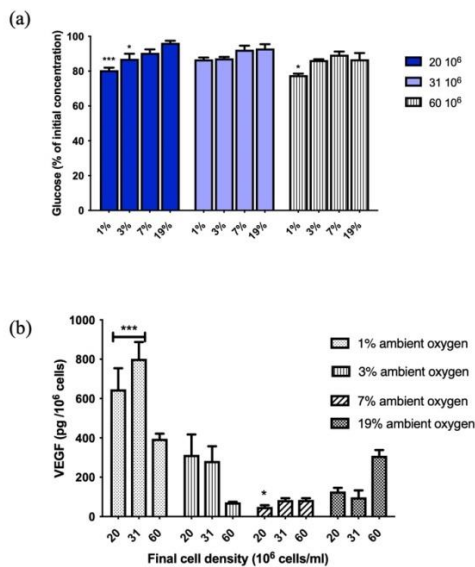 (a)
Glucose (% of initial concentration)
100
80
60
40
20
0
***
*
*
1% 3% 7% 19% 1% 3% 7% 19% 1% 3% 7% 19%
20 10⁶
31 10⁶
60 10⁶
(b)
VEGF (pg /10⁶ cells)
1000
800
600
400
200
0
***
*
20 31 60 20 31 60 20 31 60 20 31 60
Final cell density (10⁶ cells/ml)
1% ambient oxygen
3% ambient oxygen
7% ambient oxygen
19% ambient oxygen